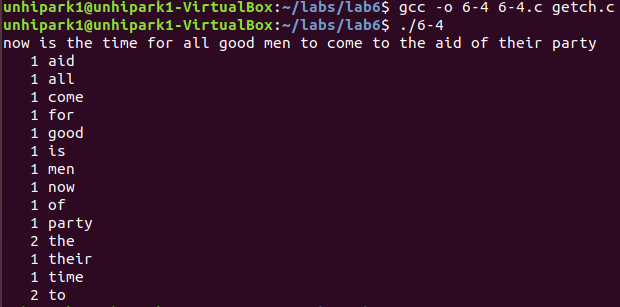 unhipark1@unhipark1-VirtualBox:~/labs/lab6$ gcc -o 6-4 6-4.c getch.c
unhipark1@unhipark1-VirtualBox:~/labs/lab6$ ./6-4
now is the time for all good men to come to the aid of their party
   1 aid
   1 all
   1 come
   1 for
   1 good
   1 is
   1 men
   1 now
   1 of
   1 party
   2 the
   1 their
   1 time
   2 to